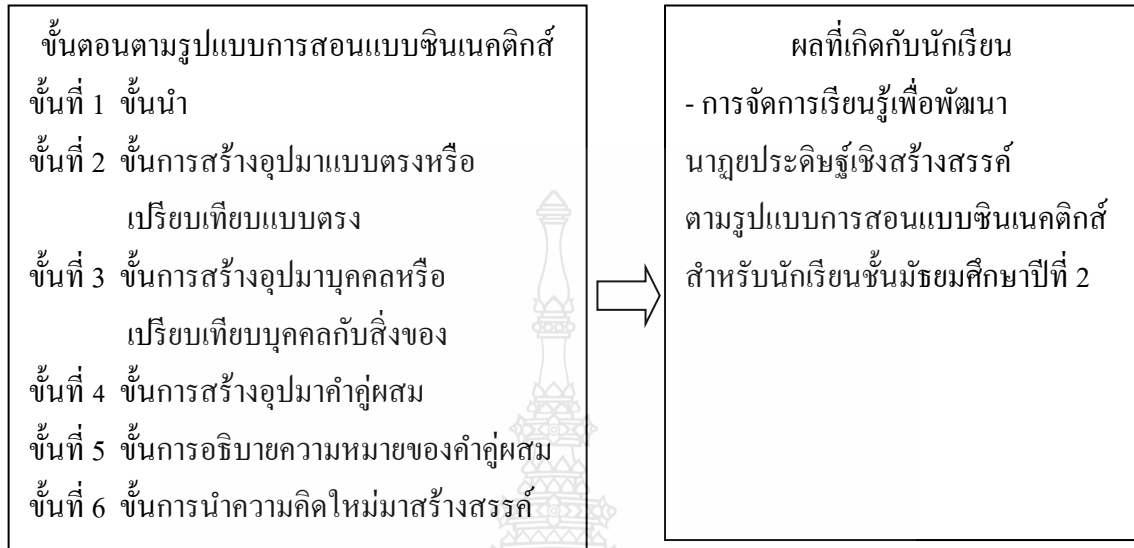 ขั้นตอนตามรูปแบบการสอนแบบซินเนคติกส์
ขั้นที่ 1 ขั้นนำ
ขั้นที่ 2 ขั้นการสร้างอุปมาแบบตรงหรือ
เปรียบเทียบแบบตรง
ขั้นที่ 3 ขั้นการสร้างอุปมาบุคคลหรือ
เปรียบเทียบบุคคลกับสิ่งของ
ขั้นที่ 4 ขั้นการสร้างอุปมาคำคู่ผสม
ขั้นที่ 5 ขั้นการอธิบายความหมายของคำคู่ผสม
ขั้นที่ 6 ขั้นการนำความคิดใหม่มาสร้างสรรค์
ผลที่เกิดกับนักเรียน
- การจัดการเรียนรู้เพื่อพัฒนา
นาฏยประดิษฐ์เชิงสร้างสรรค์
ตามรูปแบบการสอนแบบซินเนคติกส์
สำหรับนักเรียนชั้นมัธยมศึกษาปีที่ 2